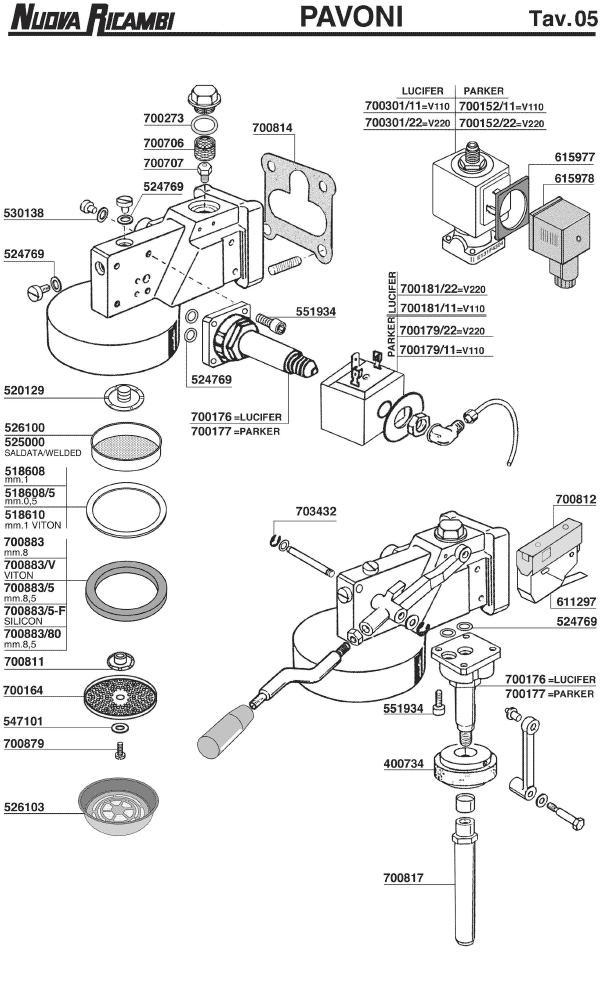 NUOVA RICAMBI
PAVONI
Tav.05
LUCIFER PARKER
700301/11=V110 700152/11=V110
700301/22=V220 700152/22=V220
700273
700706
700707
524769
530138
524769
700814
615977
615978
551934
524769
700176 =LUCIFER
700177 =PARKER
LUCIFER
700181/22=V220
700181/11=V110
PARKER
700179/22=V220
700179/11=V110
520129
526100
525000
SALDATA/WELDED
518608
mm.1
518608/5
mm.0,5
518610
mm.1 VITON
700883
mm.8
700883/V
VITON
700883/5
mm.8,5
700883/5-F
SILICON
700883/80
mm.8,5
700811
700164
547101
700879
526103
703432
700812
611297
524769
700176 =LUCIFER
700177 =PARKER
551934
400734
700817